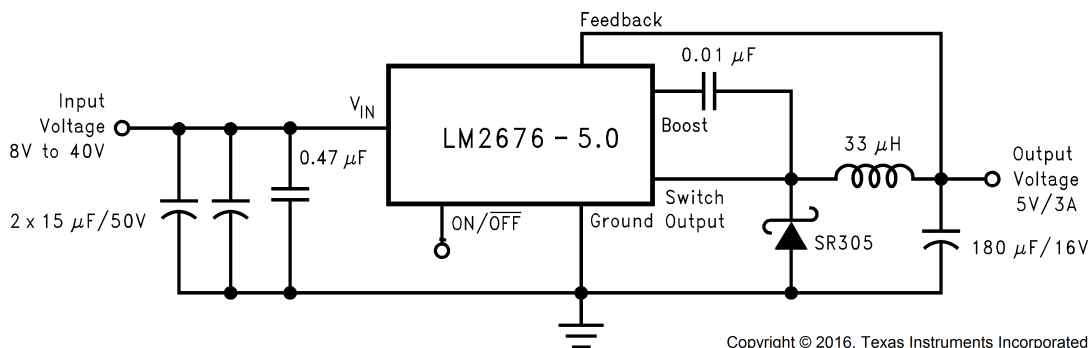 Feedback
0.01 μF
Input
Voltage
8V to 40V
VIN
LM2676 – 5.0
Boost
0.47 μF
33 μH
Output
Voltage
5V/3A
2 x 15 μF/50V
ON/OFF
Ground
Switch
Output
SR305
180 μF/16V
Copyright © 2016, Texas Instruments Incorporated